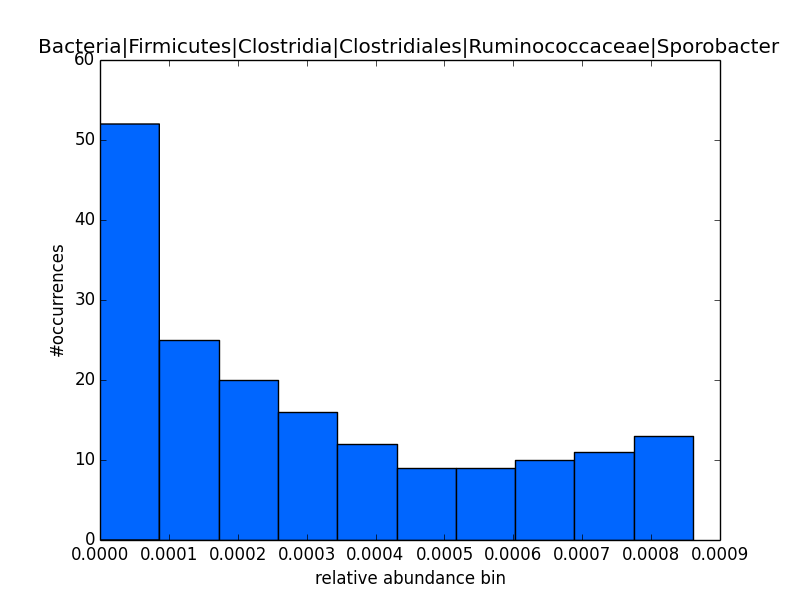 Bacteria|Firmicutes|Clostridia|Clostridiales|Ruminococcaceae|Sporobacter
60
50
40
30
20
10
0
#occurrences
0.0000 0.0001 0.0002 0.0003 0.0004 0.0005 0.0006 0.0007 0.0008 0.0009
relative abundance bin